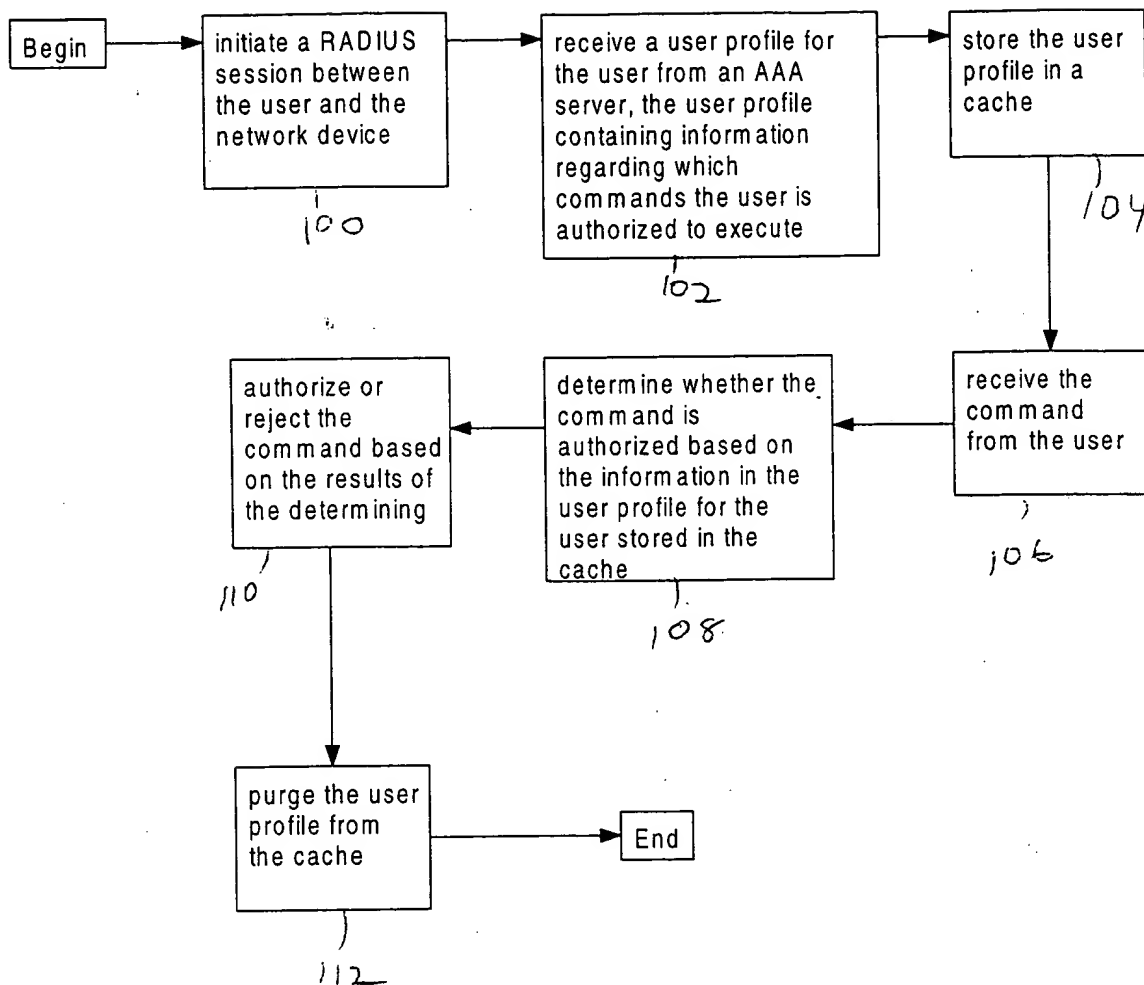 Begin
initiate a RADIUS
session between
the user and the
network device
100
receive a user profile for
the user from an AAA
server, the user profile
containing information
regarding which
commands the user is
authorized to execute
102
store the user
profile in a
cache
104
receive the
command
from the user
106
determine whether the
command is
authorized based on
the information in the
user profile for the
user stored in the
cache
108
authorize or
reject the
command based
on the results of
the determining
110
purge the user
profile from
the cache
112
End